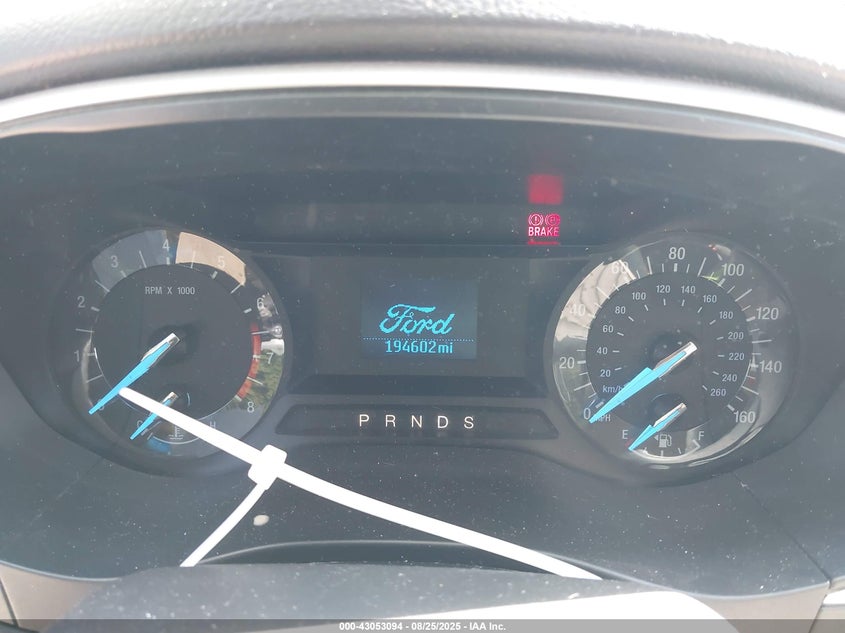 BRAKE
RPM X 1000
0 1 2 3 4 5 6 7 8
C H
Ford
194602mi
P R N D S
0 20 40 60 80 100 120 140 160
MPH
20 40 60 80 100 120 140 160 180 200 220 240 260
km/h
E F
000-43053094 - 08/25/2025 - IAA Inc.